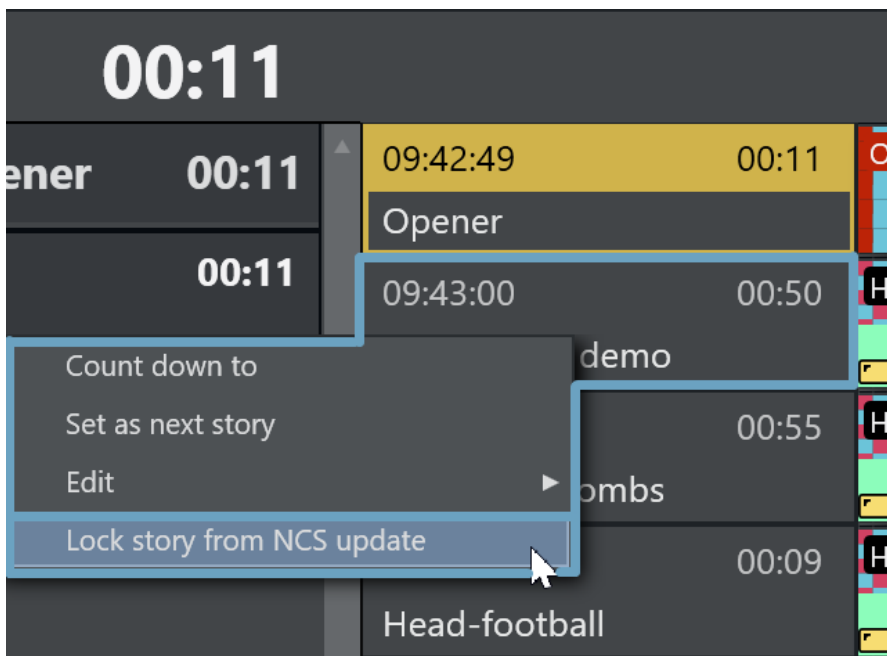 00:11
ener 00:11
00:11
09:42:49 00:11
Opener
09:43:00 00:50
demo
00:55
ombs
00:09
Head-football
Count down to
Set as next story
Edit
Lock story from NCS update
O
H
H
H